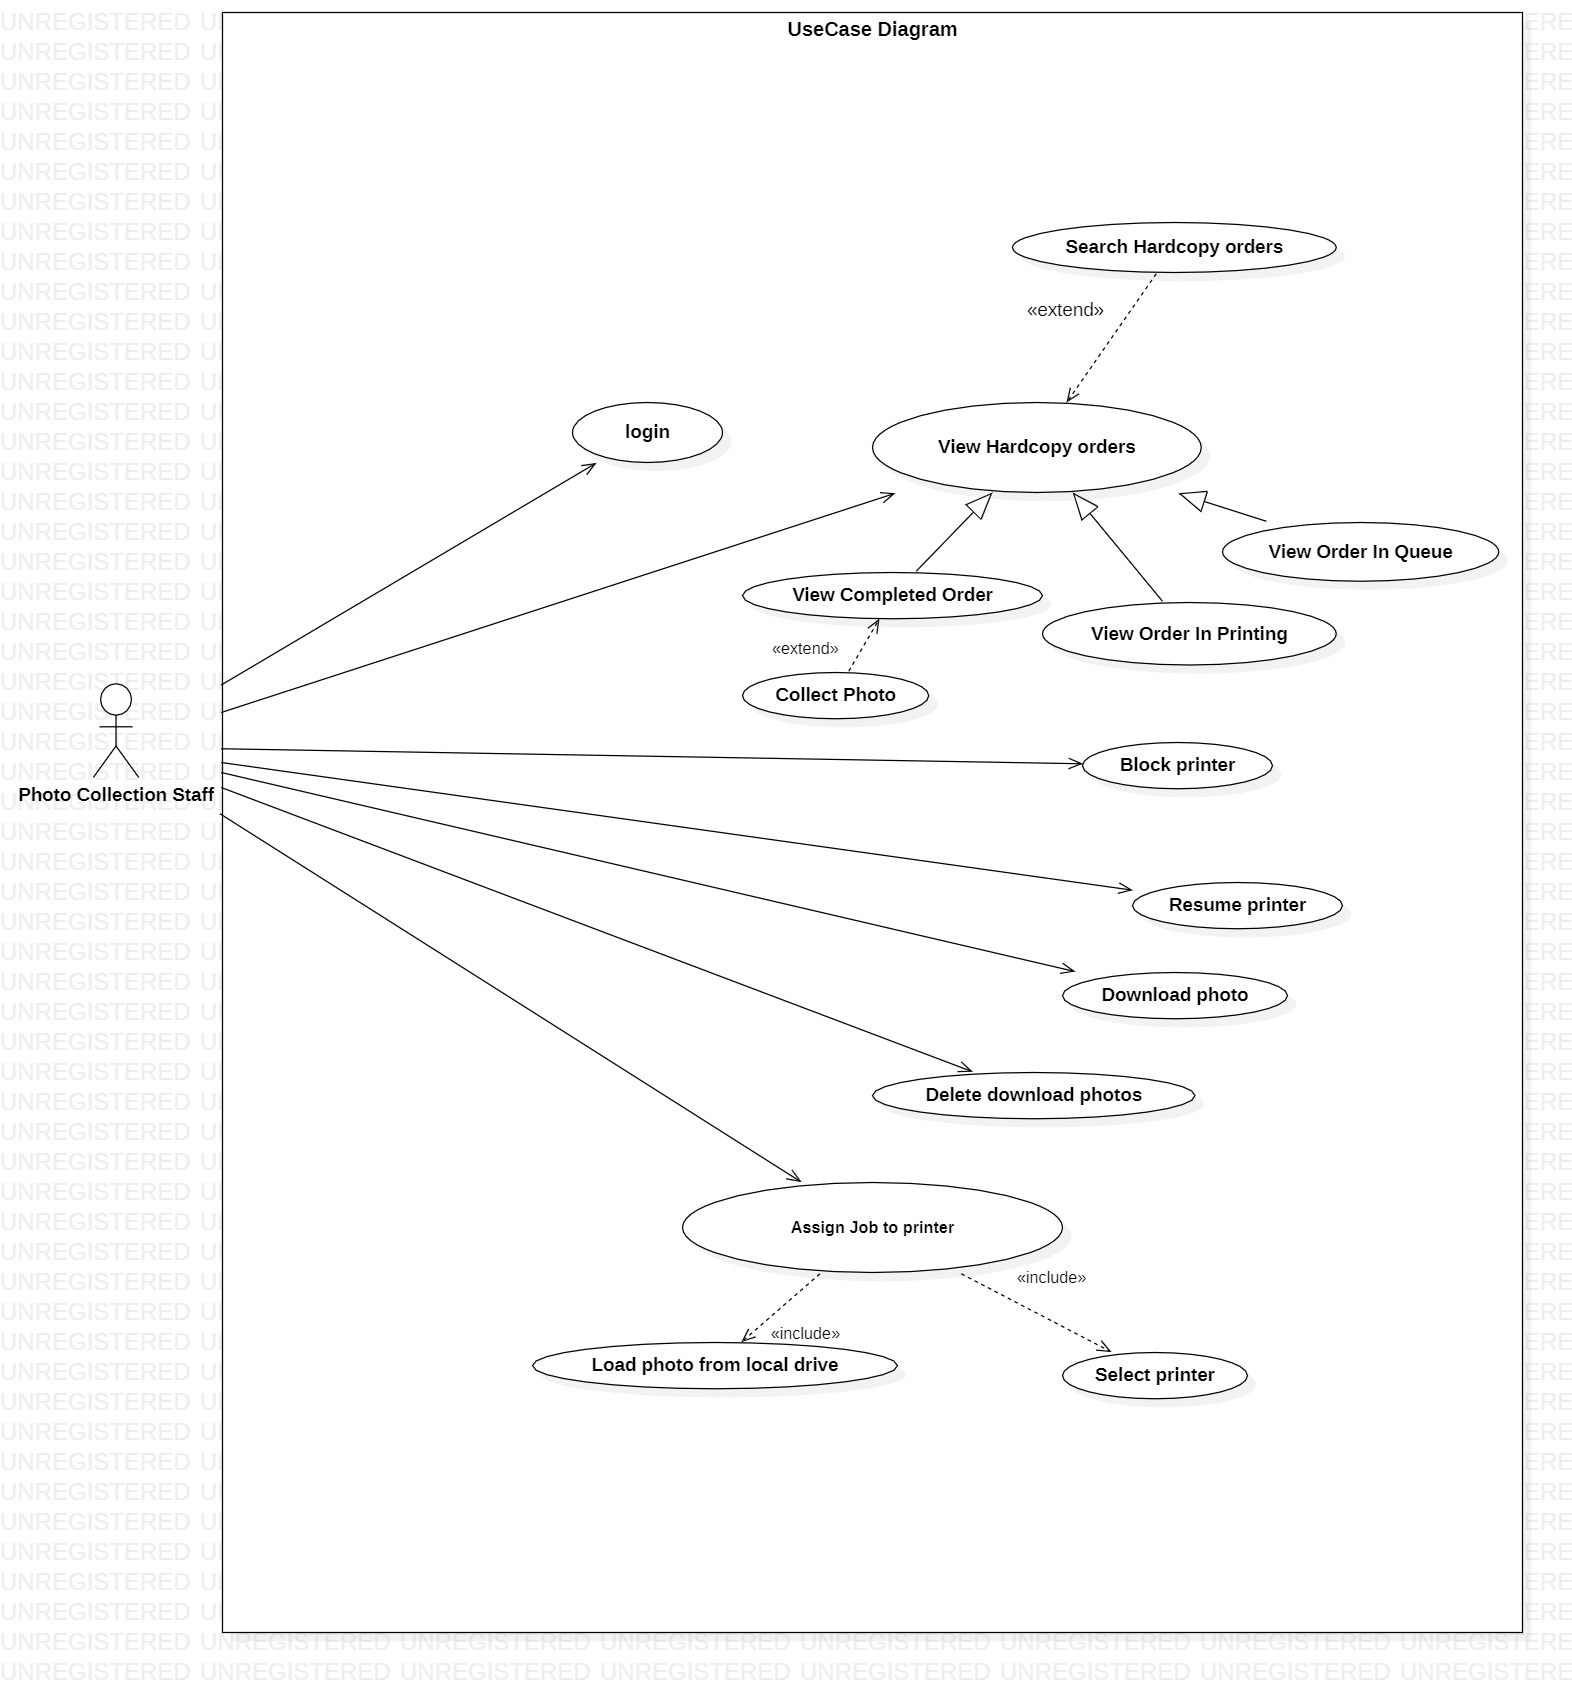 UseCase Diagram
Search Hardcopy orders
«extend»
login
View Hardcopy orders
View Order In Queue
View Completed Order
View Order In Printing
«extend»
Collect Photo
Block printer
Photo Collection Staff
Resume printer
Download photo
Delete download photos
Assign Job to printer
«include»
«include»
Load photo from local drive
Select printer
UNREGISTERED UNREGISTERED UNREGISTERED UNREGISTERED UNREGISTERED UNREGISTERED UNREGISTERED UNREGISTERED